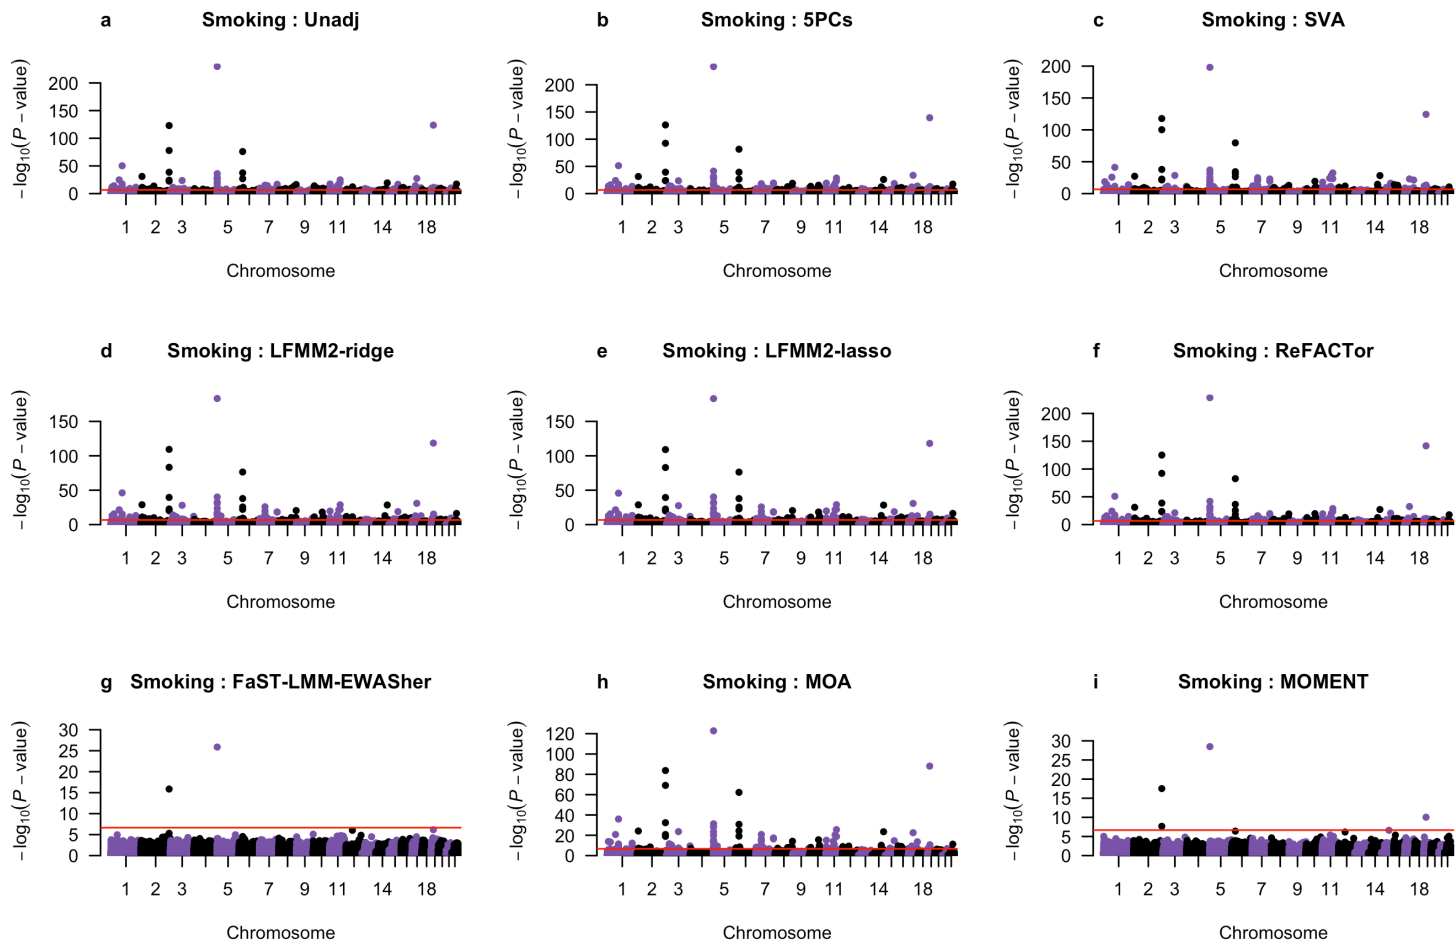 a Smoking : Unadj
200
150
100
50
0
−log10(P − value)
1 2 3 5 7 9 11 14 18
Chromosome
b Smoking : 5PCs
200
150
100
50
0
−log10(P − value)
1 2 3 5 7 9 11 14 18
Chromosome
c Smoking : SVA
200
150
100
50
0
−log10(P − value)
1 2 3 5 7 9 11 14 18
Chromosome
d Smoking : LFMM2-ridge
150
100
50
0
−log10(P − value)
1 2 3 5 7 9 11 14 18
Chromosome
e Smoking : LFMM2-lasso
150
100
50
0
−log10(P − value)
1 2 3 5 7 9 11 14 18
Chromosome
f Smoking : ReFACTor
200
150
100
50
0
−log10(P − value)
1 2 3 5 7 9 11 14 18
Chromosome
g Smoking : FaST-LMM-EWASher
30
25
20
15
10
5
0
−log10(P − value)
1 2 3 5 7 9 11 14 18
Chromosome
h Smoking : MOA
120
100
80
60
40
20
0
−log10(P − value)
1 2 3 5 7 9 11 14 18
Chromosome
i Smoking : MOMENT
30
25
20
15
10
5
0
−log10(P − value)
1 2 3 5 7 9 11 14 18
Chromosome